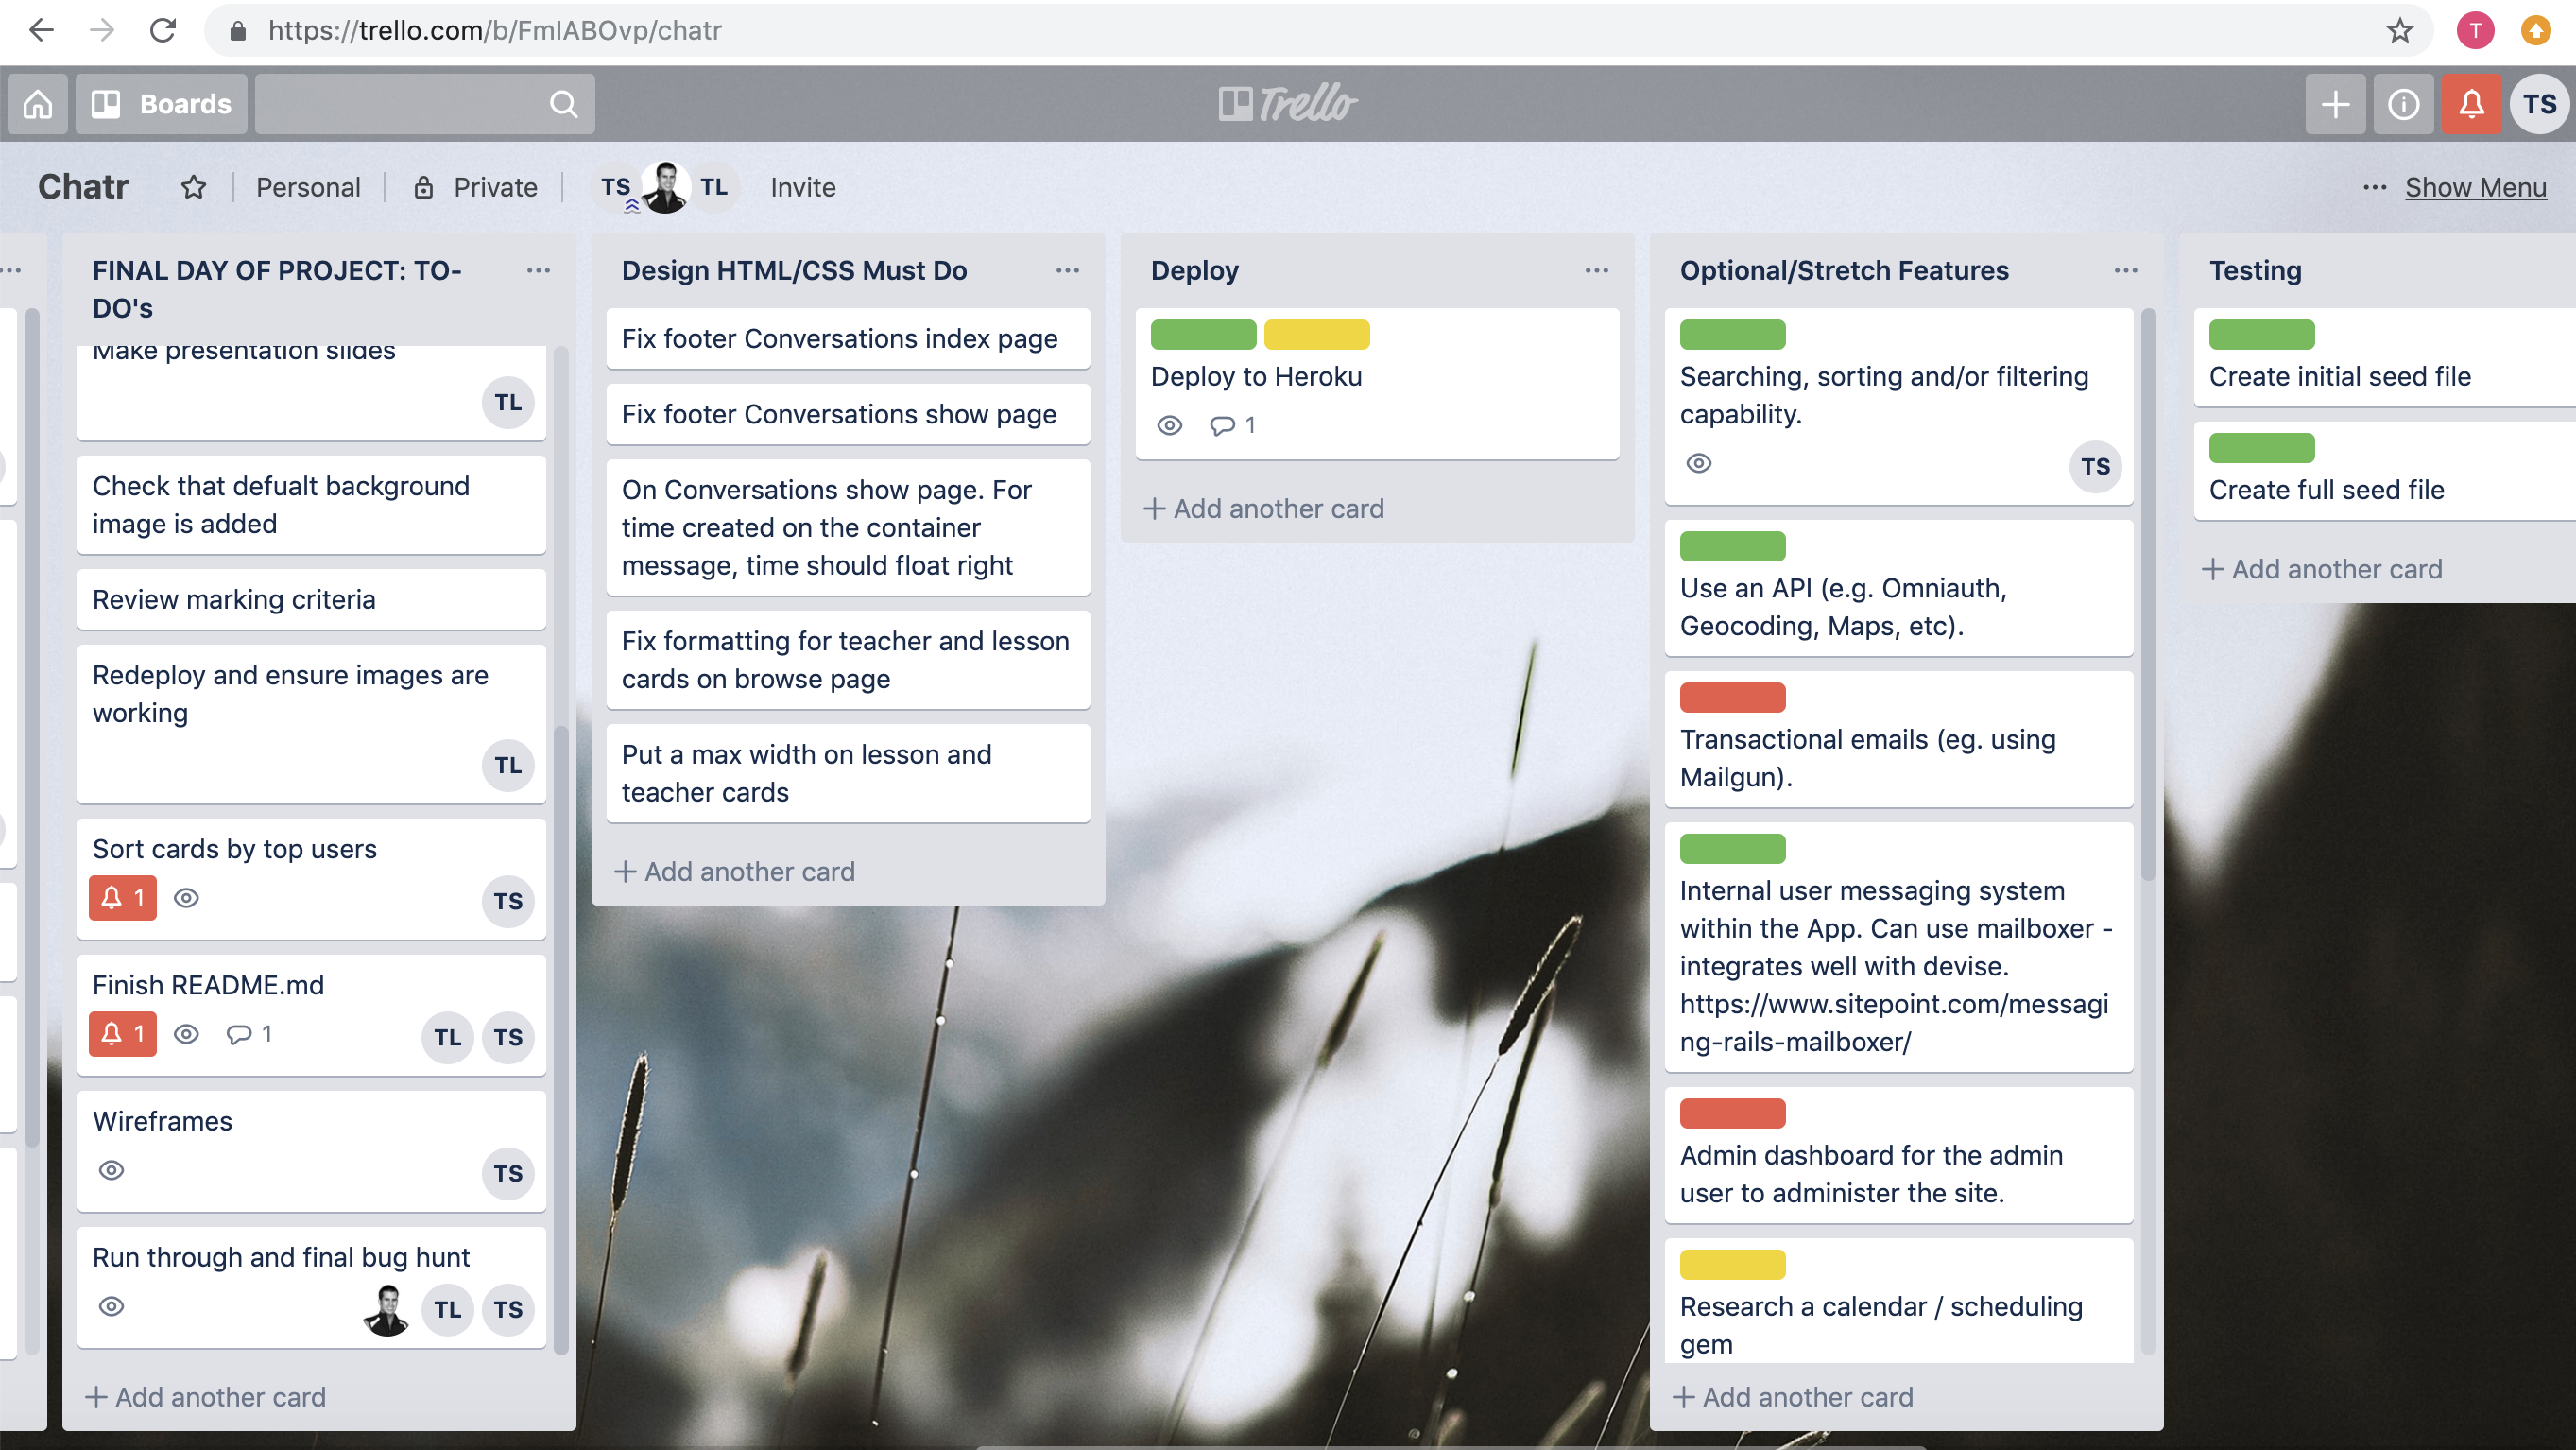 https://trello.com/b/FmIABOvp/chatr
T
Boards
Trello
TS
Chatr
Personal
Private
TS
TL
Invite
... Show Menu
FINAL DAY OF PROJECT: TO-
DO's
Make presentation slides
TL
Check that defualt background
image is added
Review marking criteria
Redeploy and ensure images are
working
TL
Sort cards by top users
1
TS
Finish README.md
1
1
TL
TS
Wireframes
TS
Run through and final bug hunt
TL
TS
+ Add another card
Design HTML/CSS Must Do
Fix footer Conversations index page
Fix footer Conversations show page
On Conversations show page. For
time created on the container
message, time should float right
Fix formatting for teacher and lesson
cards on browse page
Put a max width on lesson and
teacher cards
+ Add another card
Deploy
Deploy to Heroku
1
+ Add another card
Optional/Stretch Features
Searching, sorting and/or filtering
capability.
TS
Use an API (e.g. Omniauth,
Geocoding, Maps, etc).
Transactional emails (eg. using
Mailgun).
Internal user messaging system
within the App. Can use mailboxer -
integrates well with devise.
https://www.sitepoint.com/messagi
ng-rails-mailboxer/
Admin dashboard for the admin
user to administer the site.
Research a calendar / scheduling
gem
+ Add another card
Testing
Create initial seed file
Create full seed file
+ Add another card